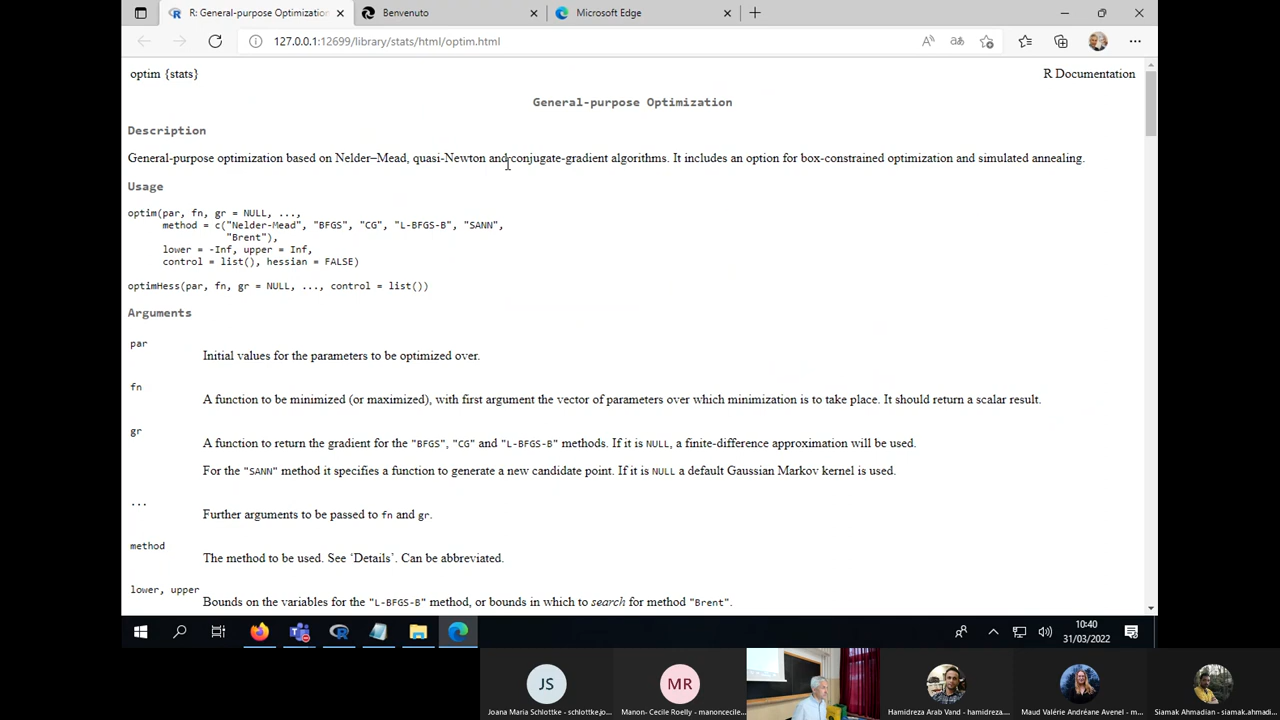 R: General-purpose Optimization
Benvenuto
Microsoft Edge
127.0.0.1:12699/library/stats/html/optim.html
optim {stats}
R Documentation
General-purpose Optimization
Description
General-purpose optimization based on Nelder–Mead, quasi-Newton and conjugate-gradient algorithms. It includes an option for box-constrained optimization and simulated annealing.
Usage
optim(par, fn, gr = NULL, ...,
method = c("Nelder-Mead", "BFGS", "CG", "L-BFGS-B", "SANN",
"Brent"),
lower = -Inf, upper = Inf,
control = list(), hessian = FALSE)
optimHess(par, fn, gr = NULL, ..., control = list())
Arguments
par
Initial values for the parameters to be optimized over.
fn
A function to be minimized (or maximized), with first argument the vector of parameters over which minimization is to take place. It should return a scalar result.
gr
A function to return the gradient for the "BFGS", "CG" and "L-BFGS-B" methods. If it is NULL, a finite-difference approximation will be used.
For the "SANN" method it specifies a function to generate a new candidate point. If it is NULL a default Gaussian Markov kernel is used.
...
Further arguments to be passed to fn and gr.
method
The method to be used. See ‘Details’. Can be abbreviated.
lower, upper
Bounds on the variables for the "L-BFGS-B" method, or bounds in which to search for method "Brent".
10:40
31/03/2022
JS
MR
Joana Maria Schlottke - schlottke.jo...
Manon- Cecile Roelly - manoncecile...
Hamidreza Arab Vand - hamidreza...
Maud Valérie Andréane Avenel - m...
Siamak Ahmadian - siamak.ahmadi...